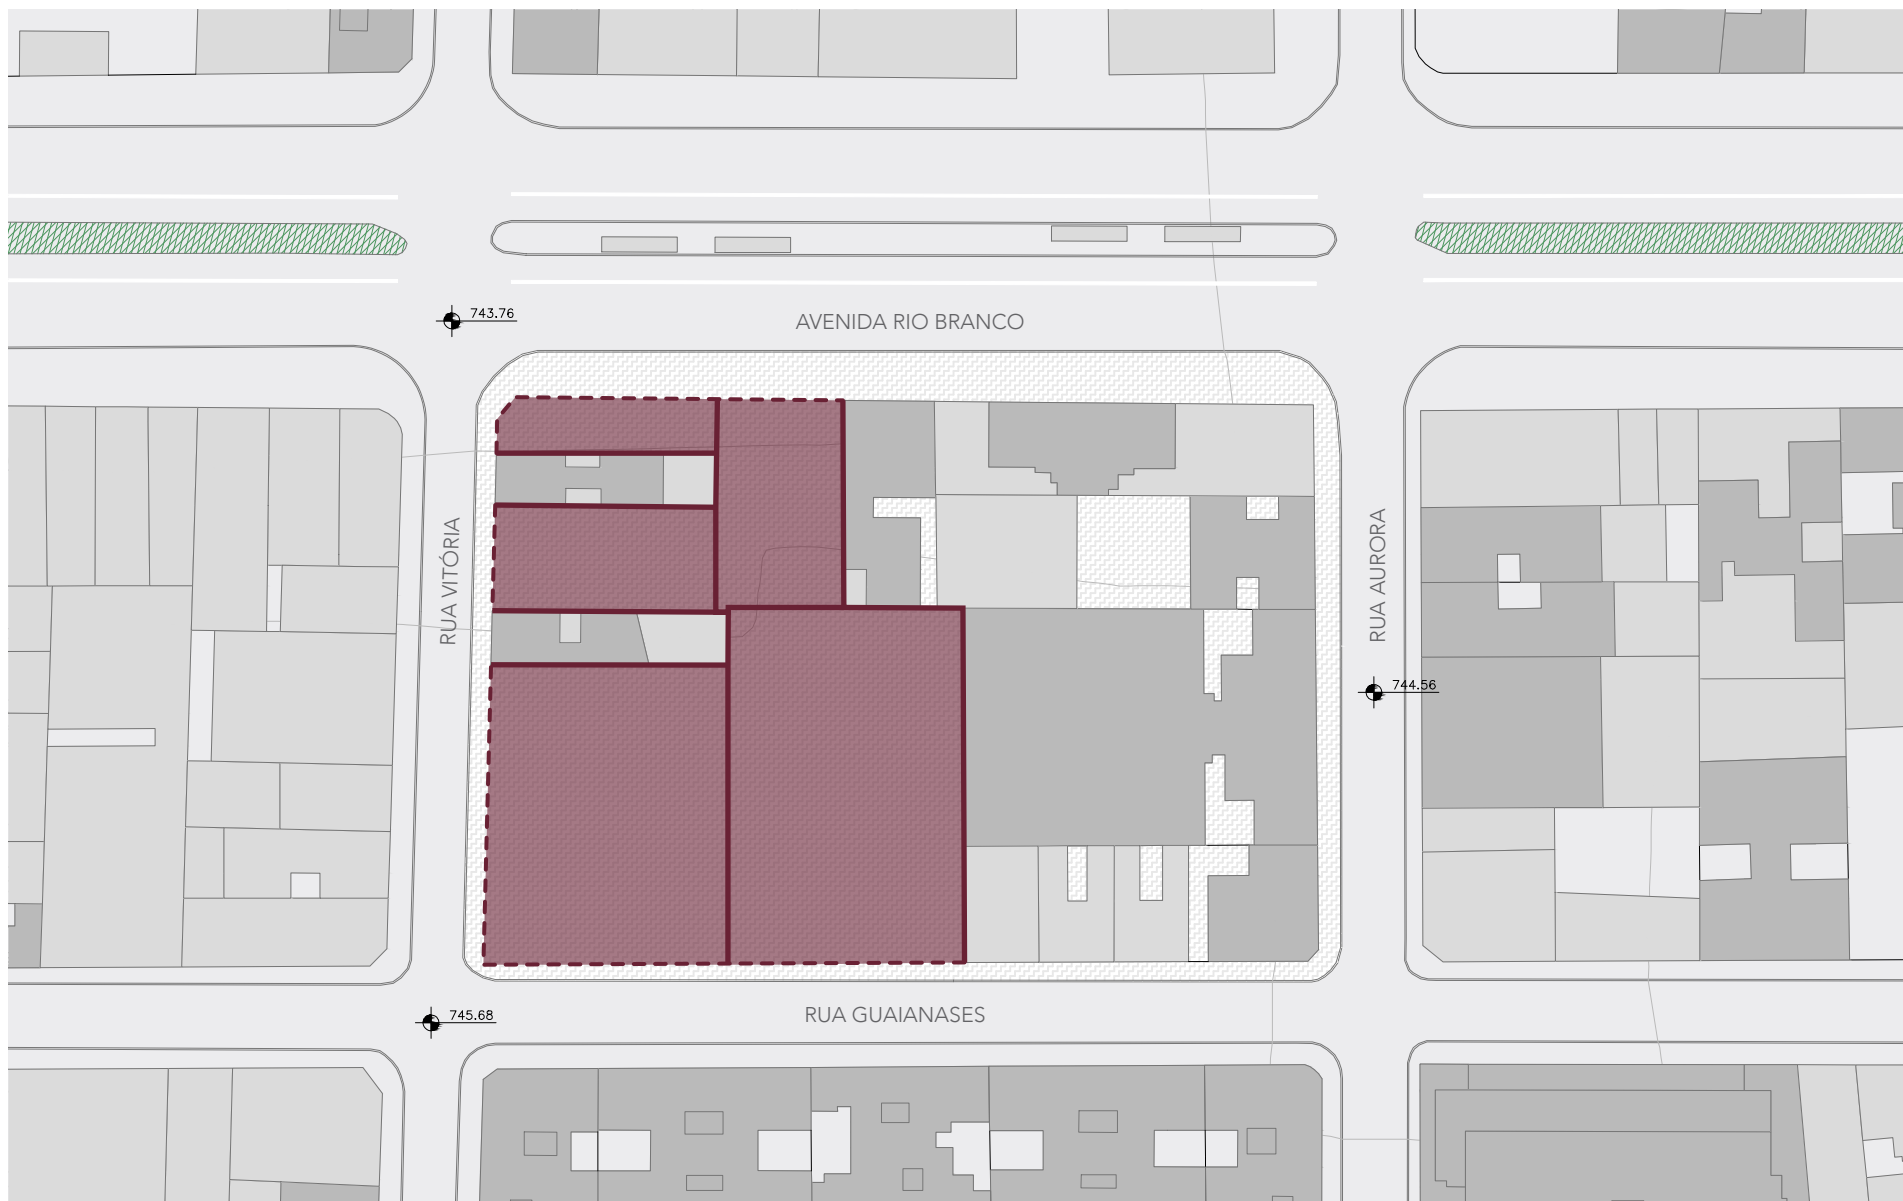 743.76
AVENIDA RIO BRANCO
RUA VITÓRIA
RUA AURORA
744.56
745.68
RUA GUAIANASES